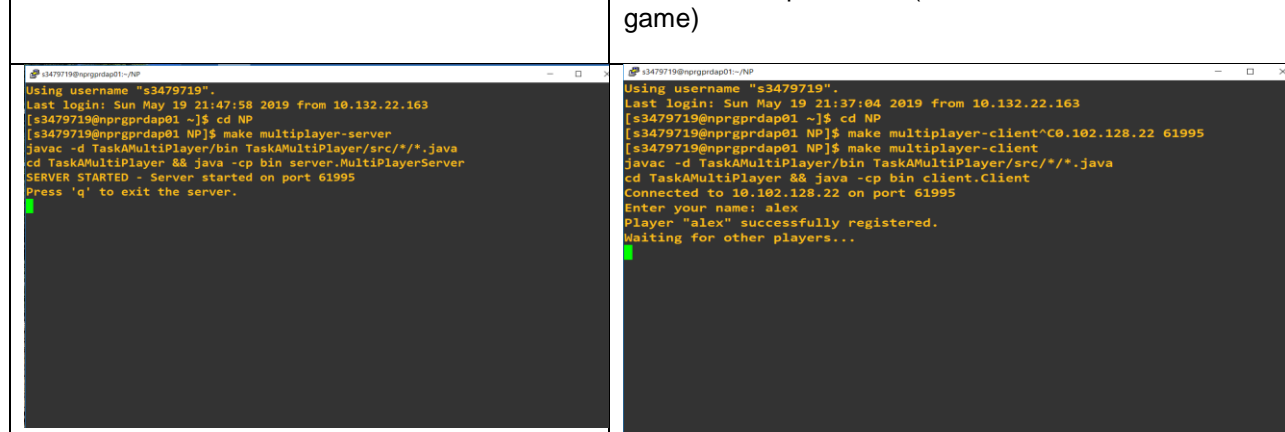 game)
s3479719@nprgprdap01:~/NP
Using username "s3479719".
Last login: Sun May 19 21:47:58 2019 from 10.132.22.163
[s3479719@nprgprdap01 ~]$ cd NP
[s3479719@nprgprdap01 NP]$ make multiplayer-server
javac -d TaskAMultiPlayer/bin TaskAMultiPlayer/src/*/*.java
cd TaskAMultiPlayer && java -cp bin server.MultiPlayerServer
SERVER STARTED - Server started on port 61995
Press 'q' to exit the server.
s3479719@nprgprdap01:~/NP
Using username "s3479719".
Last login: Sun May 19 21:37:04 2019 from 10.132.22.163
[s3479719@nprgprdap01 ~]$ cd NP
[s3479719@nprgprdap01 NP]$ make multiplayer-client^C0.102.128.22 61995
[s3479719@nprgprdap01 NP]$ make multiplayer-client
javac -d TaskAMultiPlayer/bin TaskAMultiPlayer/src/*/*.java
cd TaskAMultiPlayer && java -cp bin client.Client
Connected to 10.102.128.22 on port 61995
Enter your name: alex
Player "alex" successfully registered.
Waiting for other players...